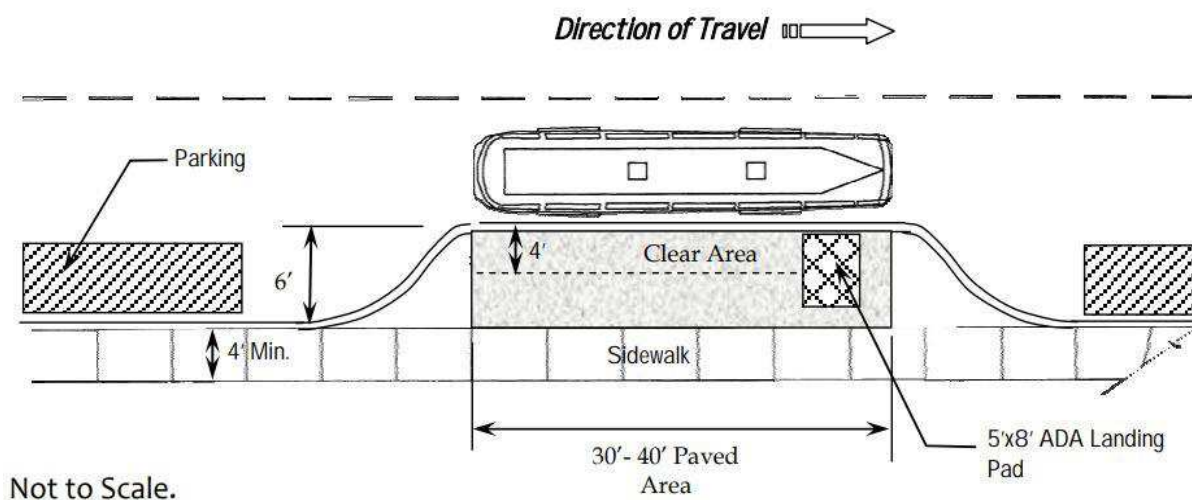 Direction of Travel
Parking
4'
Clear Area
6'
4' Min.
Sidewalk
30'- 40' Paved
Area
5'x8' ADA Landing
Pad
Not to Scale.